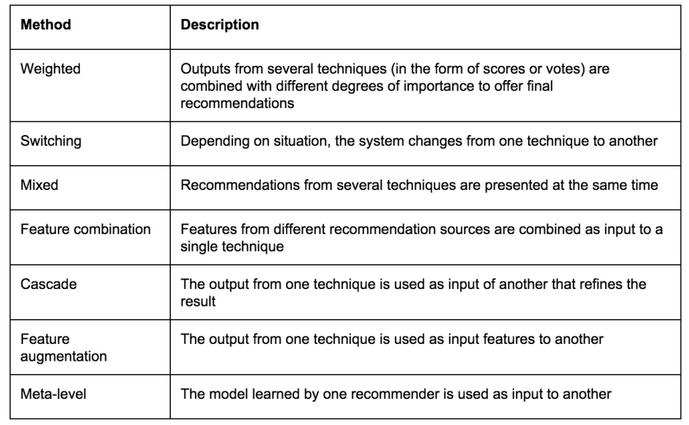 Method Description
Weighted Outputs from several techniques (in the form of scores or votes) are
combined with different degrees of importance to offer final
recommendations
Switching Depending on situation, the system changes from one technique to another
Mixed Recommendations from several techniques are presented at the same time
Feature combination Features from different recommendation sources are combined as input to a
single technique
Cascade The output from one technique is used as input of another that refines the
result
Feature The output from one technique is used as input features to another
augmentation
Meta-level The model learned by one recommender is used as input to another